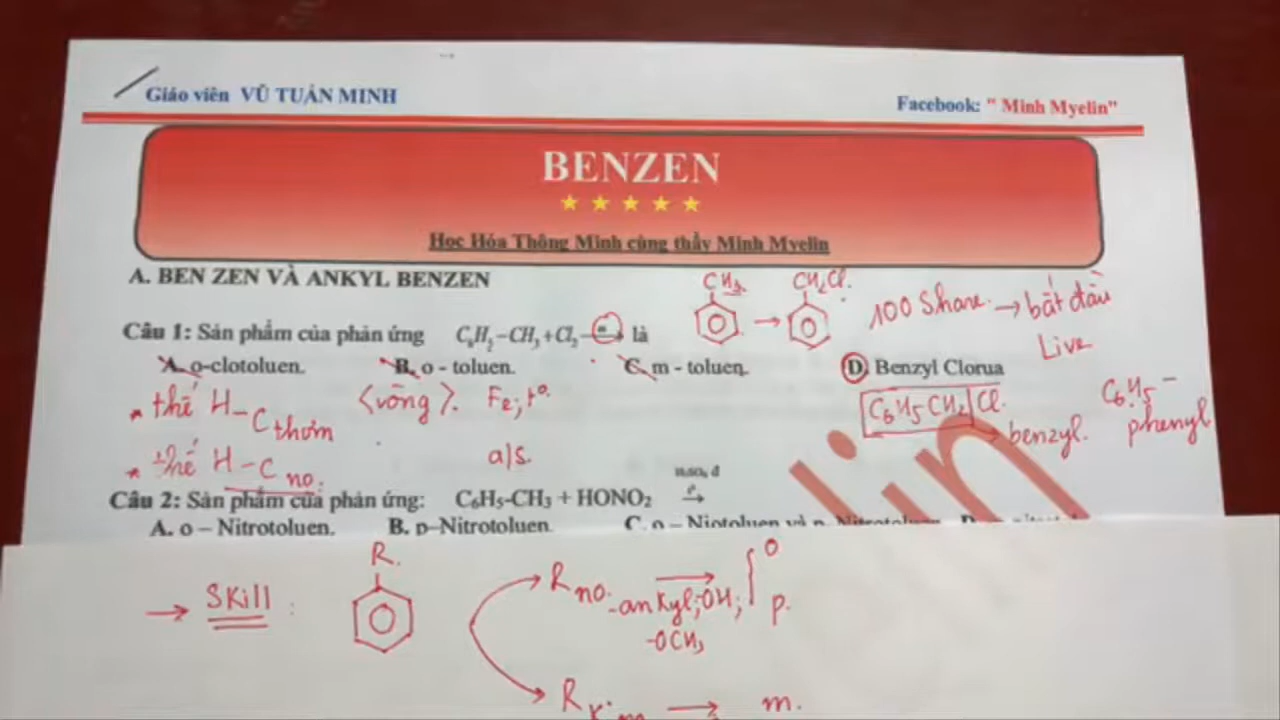 Giáo viên VŨ TUẤN MINH
Facebook: " Minh Myelin"
BENZEN
Học Hóa Thông Minh cùng thầy Minh Myelin
A. BEN ZEN VÀ ANKYL BENZEN
CH₃ → CH₂Cl
100 Share → bắt đầu
Live
Câu 1: Sản phẩm của phản ứng C₆H₅–CH₃+Cl₂ → là
A. o-clotoluen. B. o - toluen. C. m - toluen. D. Benzyl Clorua
* thế H–C thơm <vòng>. Fe; t°
C₆H₅CH₂ Cl. benzyl.
C₆H₅– phenyl
* thế H–C no. a/s.
Câu 2: Sản phẩm của phản ứng: C₆H₅-CH₃ + HONO₂ →
A. o – Nitrotoluen. B. p–Nitrotoluen.
→ SKill :
R
R no. → o
-ankyl; OH; p.
-OCH₃
→ m.